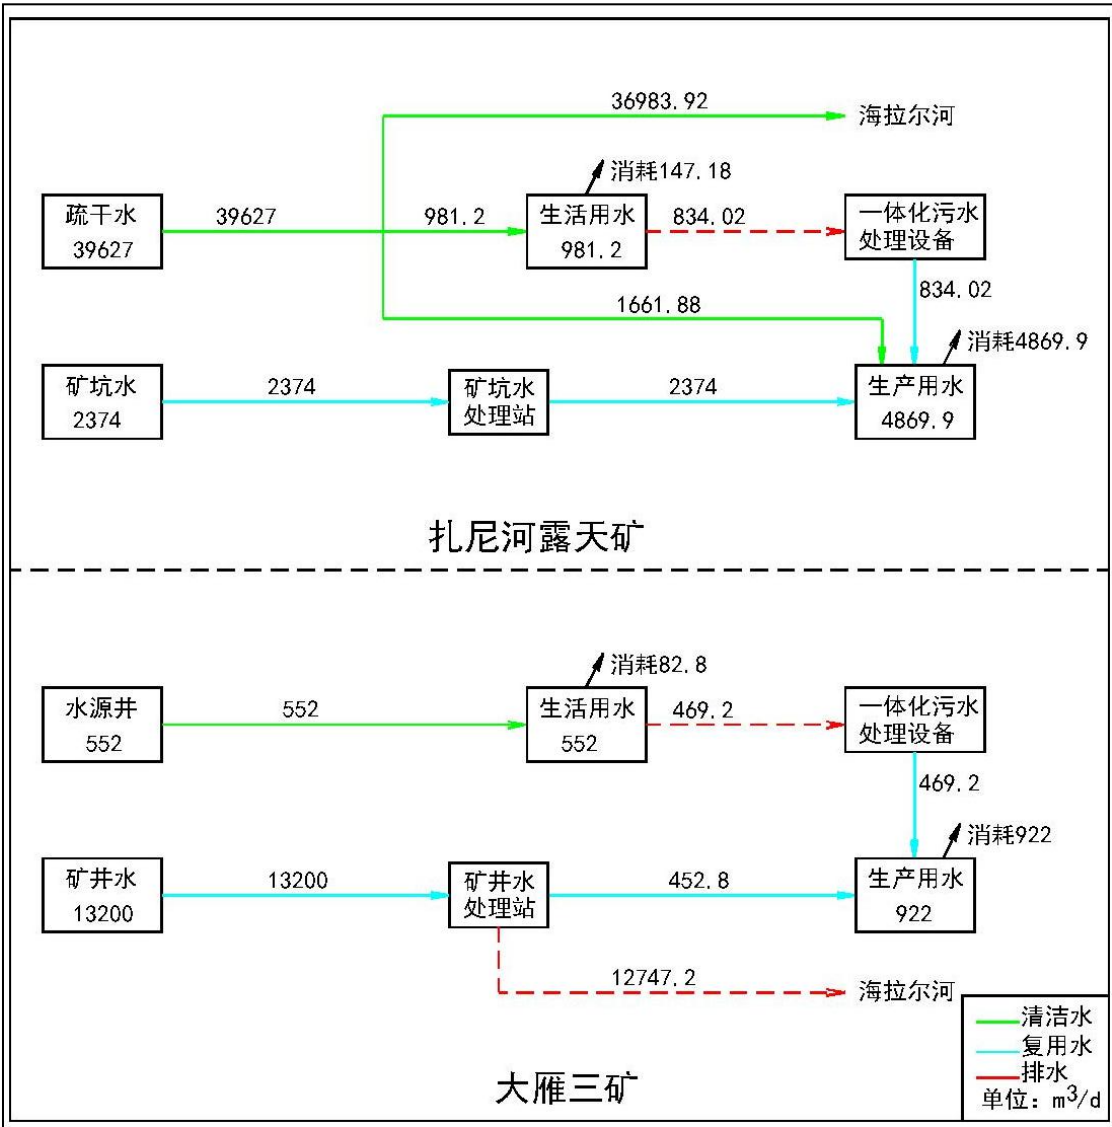 36983.92
海拉尔河
消耗147.18
疏干水
39627
39627
981.2
生活用水
981.2
834.02
一体化污水
处理设备
834.02
1661.88
消耗4869.9
矿坑水
2374
2374
矿坑水
处理站
2374
生产用水
4869.9
扎尼河露天矿
消耗82.8
水源井
552
552
生活用水
552
469.2
一体化污水
处理设备
469.2
消耗922
矿井水
13200
13200
矿井水
处理站
452.8
生产用水
922
12747.2
海拉尔河
大雁三矿
清洁水
复用水
排水
单位：m³/d